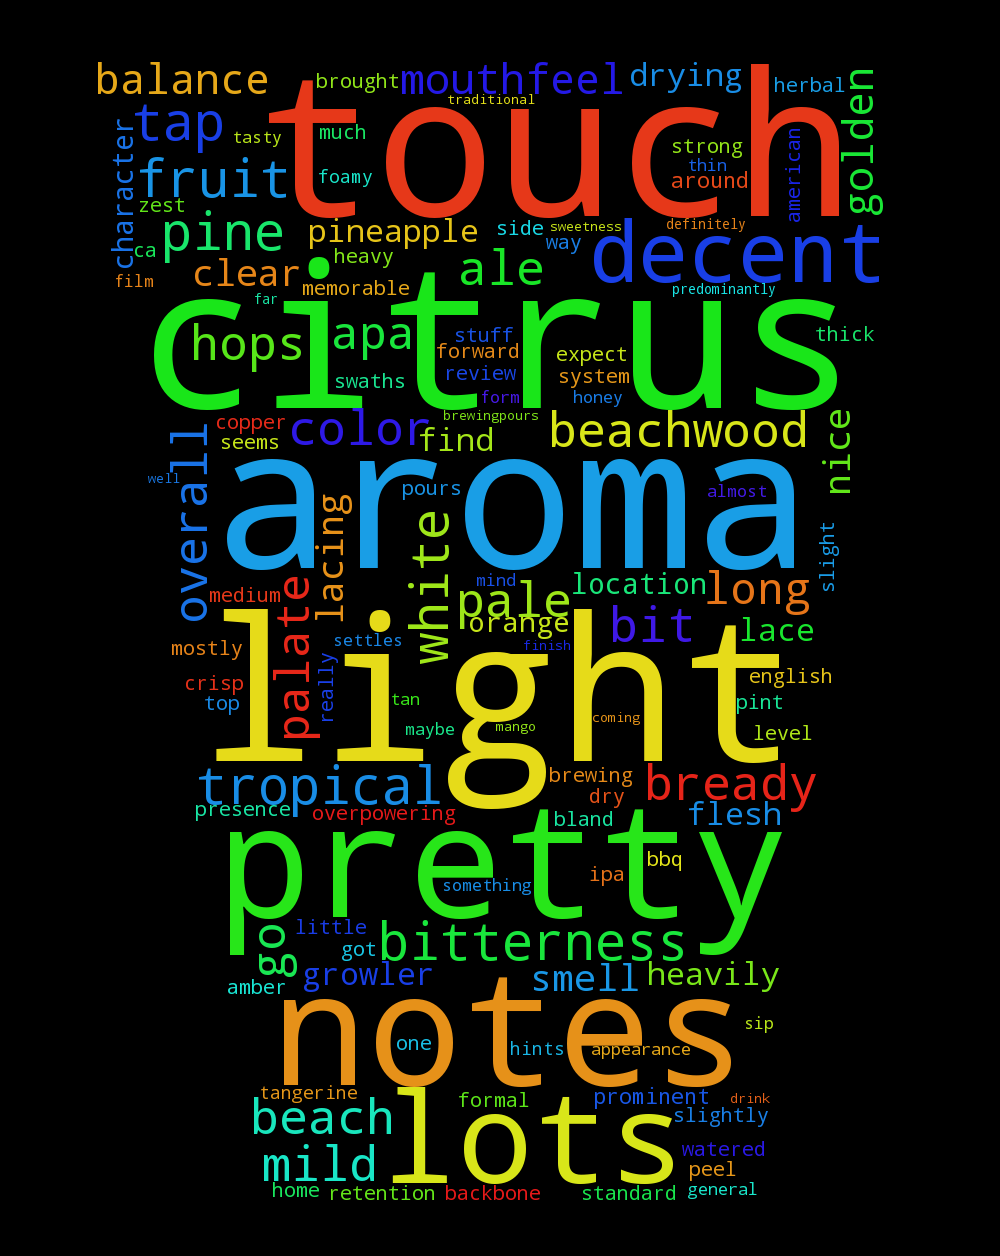 balance brought mouthfeel drying herbal
traditional
touch
tap tasty much strong thin american golden
character fruit foamy around
zest
ca pine pineapple side sweetness way definitely
decent
film clear heavy memorable ale predominantly
far
citrus
hops apa stuff forward expect thick
swaths review system
form honey
copper color brewingpours beachwood nice
seems find
well overall
aroma
pours almost
lacing white slight
medium palate mind pale location long
orange bit lace
light
mostly settles finish english
crisp really tan pint
top maybe mango coming level
tropical brewing bready
dry
presence overpowering bland flesh
pretty
something ipa bbq
go little got bitterness
amber growler smell heavily
notes
one hints appearance sip
tangerine formal prominent drink
beach lots slightly
mild watered
peel
home retention backbone standard general